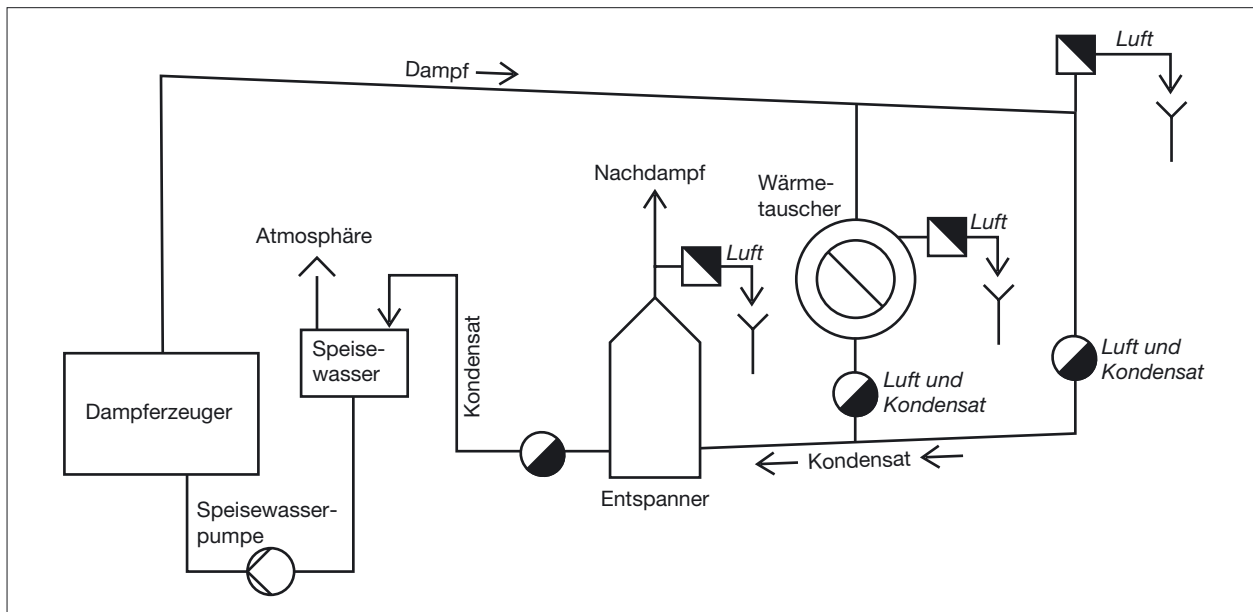 Luft
Dampf
Nachdampf
Wärme-
tauscher
Luft
Atmosphäre
Luft
Kondensat
Speise-
wasser
Luft und
Kondensat
Luft und
Kondensat
Dampferzeuger
Kondensat
Entspanner
Speisewasser-
pumpe